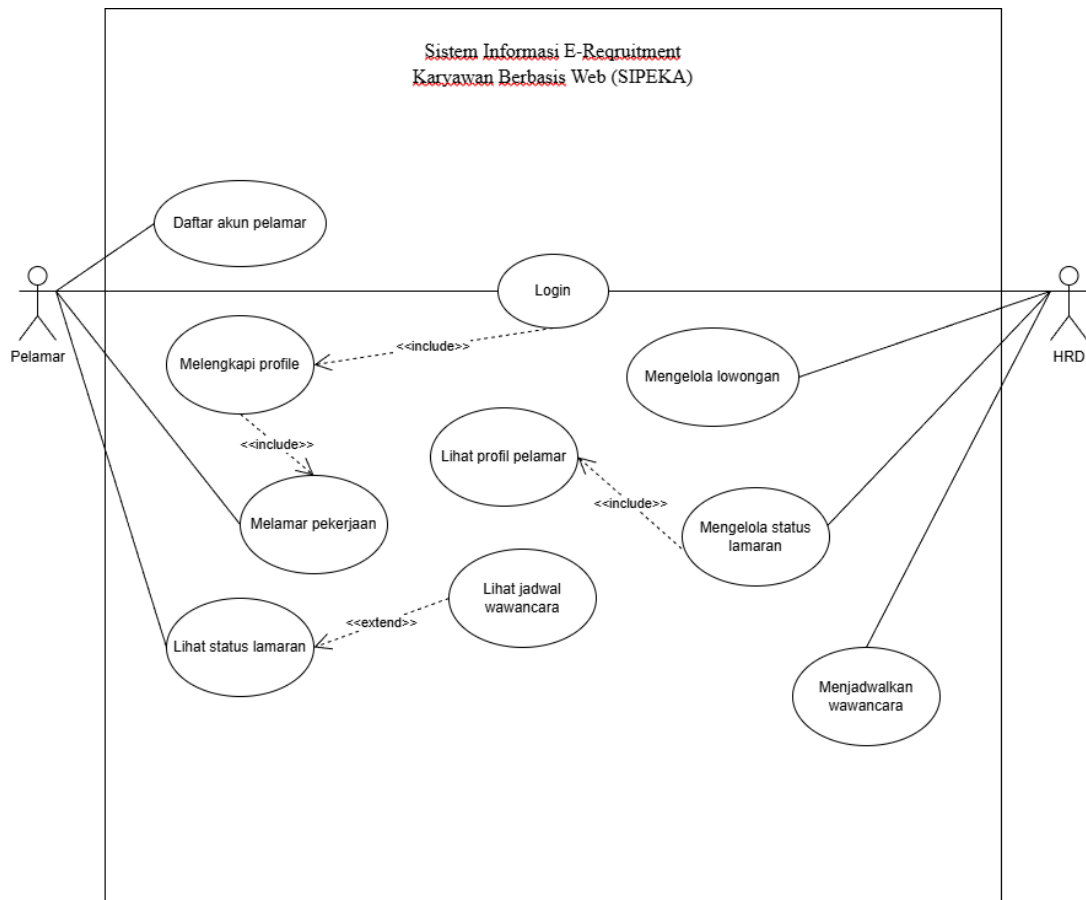 Sistem Informasi E-Reqruitment
Karyawan Berbasis Web (SIPEKA)
Daftar akun pelamar
Login
Pelamar
HRD
<<include>>
Melengkapi profile
Mengelola lowongan
<<include>>
Lihat profil pelamar
<<include>>
Melamar pekerjaan
Mengelola status
lamaran
Lihat jadwal
wawancara
<<extend>>
Lihat status lamaran
Menjadwalkan
wawancara